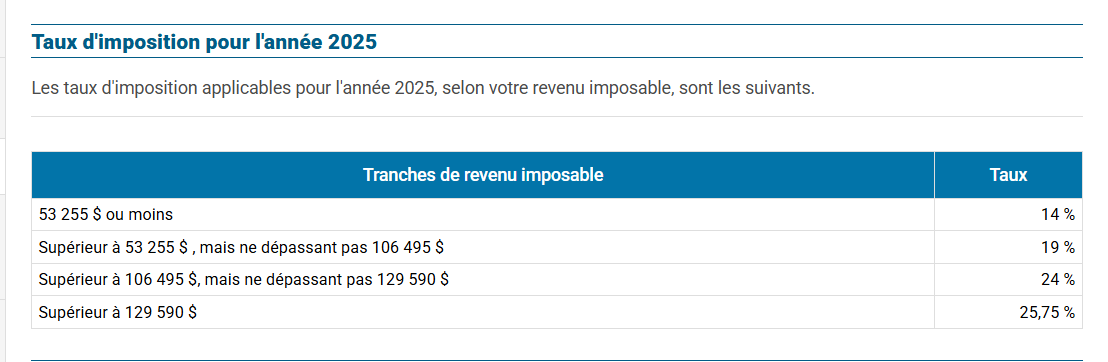 Taux d'imposition pour l'année 2025
Les taux d'imposition applicables pour l'année 2025, selon votre revenu imposable, sont les suivants.
Tranches de revenu imposable Taux
53 255 $ ou moins 14 %
Supérieur à 53 255 $ , mais ne dépassant pas 106 495 $ 19 %
Supérieur à 106 495 $, mais ne dépassant pas 129 590 $ 24 %
Supérieur à 129 590 $ 25,75 %